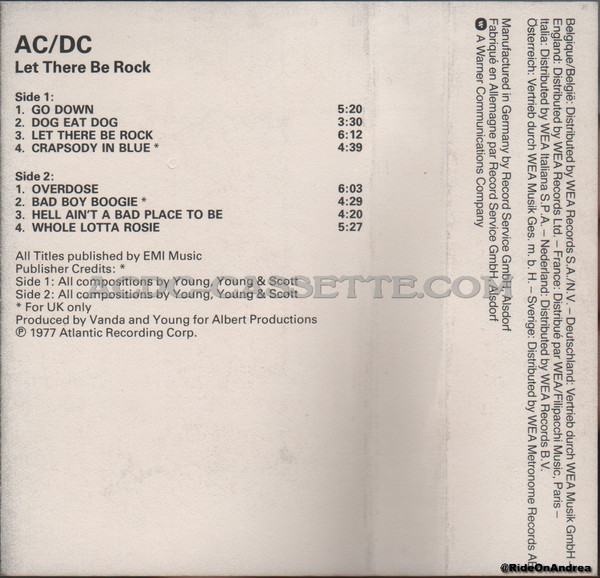 AC/DC
Let There Be Rock
Side 1:
1. GO DOWN 5:20
2. DOG EAT DOG 3:30
3. LET THERE BE ROCK 6:12
4. CRAPSODY IN BLUE * 4:39
Side 2:
1. OVERDOSE 6:03
2. BAD BOY BOOGIE * 4:29
3. HELL AIN'T A BAD PLACE TO BE 4:20
4. WHOLE LOTTA ROSIE 5:27
All Titles published by EMI Music
Publisher Credits: *
Side 1: All compositions by Young, Young & Scott
Side 2: All compositions by Young, Young & Scott
* For UK only
Produced by Vanda and Young for Albert Productions
℗ 1977 Atlantic Recording Corp.
ACDC-CASSETTE.COM
Belgique/België: Distributed by WEA Records S.A./N.V. – Deutschland: Vertrieb durch WEA Musik GmbH
England: Distributed by WEA Records Ltd. – France: Distribué par WEA/Filipacchi Music, Paris –
Italia: Distributed by WEA Italiana S.P.A. – Nederland: Distributed by WEA Records B.V.
Österreich: Vertrieb durch WEA Musik Ges. m. b. H. – Sverige: Distributed by WEA Metronome Records
Manufactured in Germany by Record Service GmbH, Alsdorf
Fabriqué en Allemagne par Record Service GmbH, Alsdorf
A Warner Communications Company
@RideOnAndrea